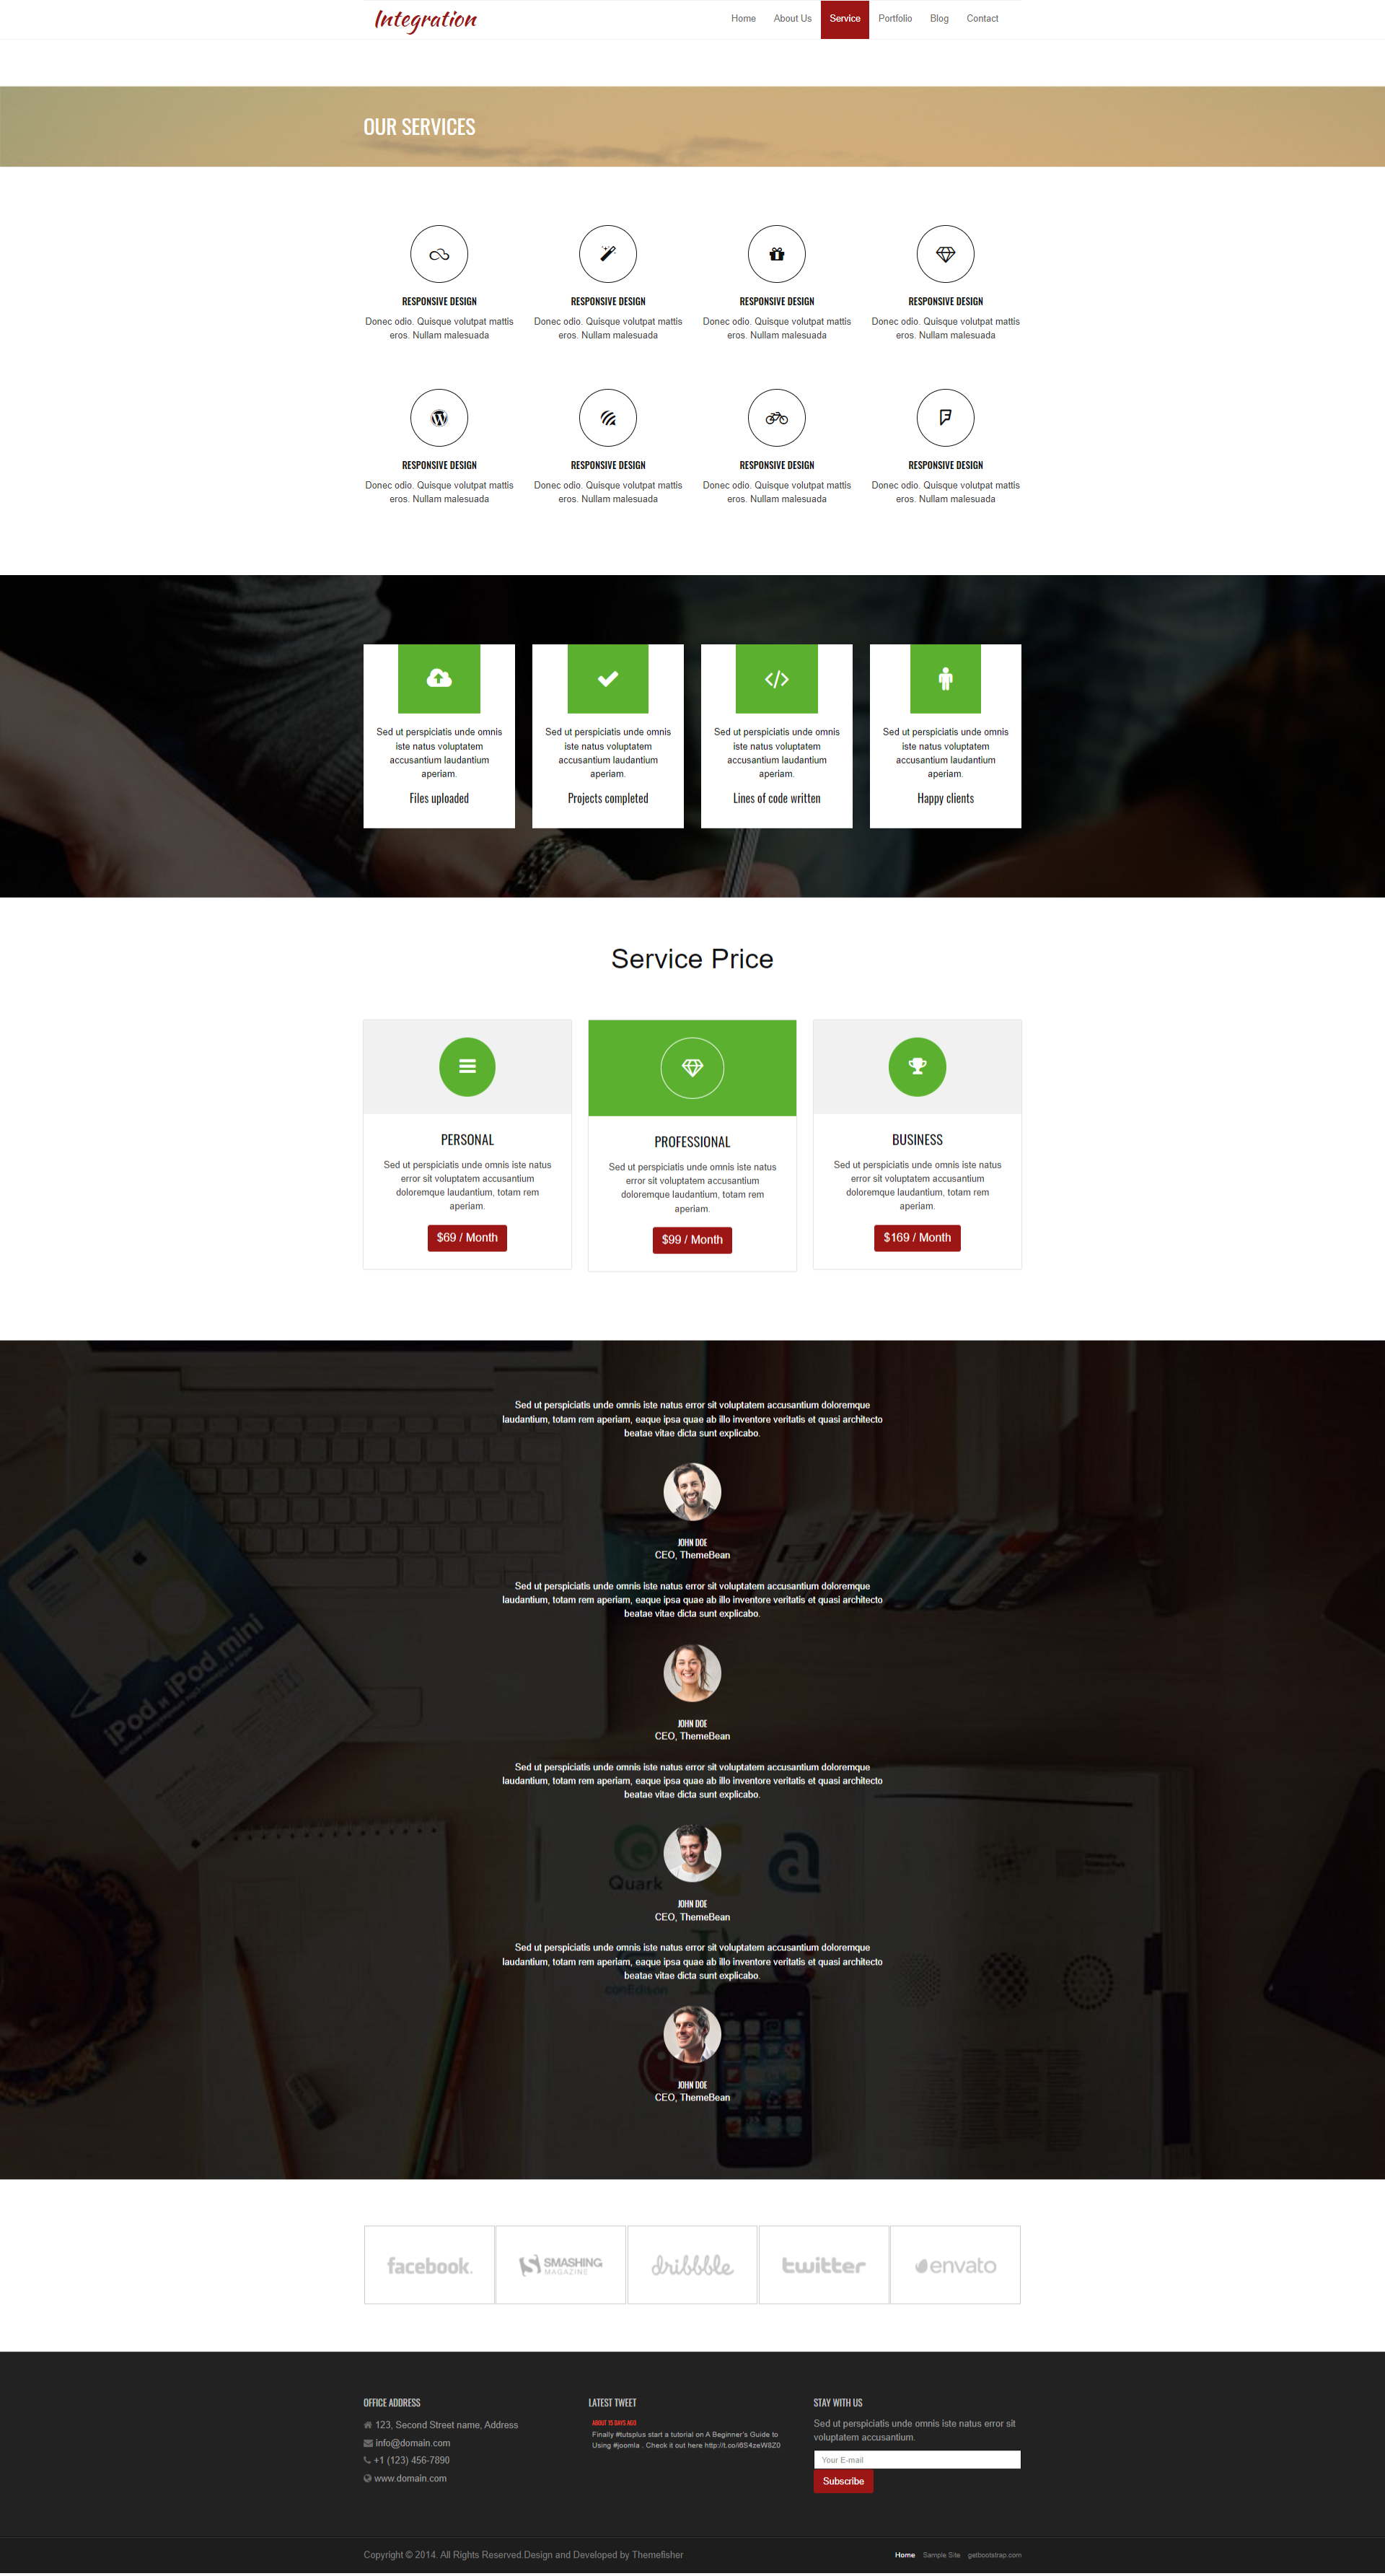 Integration
Home About Us Service Portfolio Blog Contact
OUR SERVICES
RESPONSIVE DESIGN
Donec odio. Quisque volutpat mattis
eros. Nullam malesuada
RESPONSIVE DESIGN
Donec odio. Quisque volutpat mattis
eros. Nullam malesuada
RESPONSIVE DESIGN
Donec odio. Quisque volutpat mattis
eros. Nullam malesuada
RESPONSIVE DESIGN
Donec odio. Quisque volutpat mattis
eros. Nullam malesuada
RESPONSIVE DESIGN
Donec odio. Quisque volutpat mattis
eros. Nullam malesuada
RESPONSIVE DESIGN
Donec odio. Quisque volutpat mattis
eros. Nullam malesuada
RESPONSIVE DESIGN
Donec odio. Quisque volutpat mattis
eros. Nullam malesuada
RESPONSIVE DESIGN
Donec odio. Quisque volutpat mattis
eros. Nullam malesuada
Sed ut perspiciatis unde omnis
iste natus voluptatem
accusantium laudantium
aperiam.
Files uploaded
Sed ut perspiciatis unde omnis
iste natus voluptatem
accusantium laudantium
aperiam.
Projects completed
Sed ut perspiciatis unde omnis
iste natus voluptatem
accusantium laudantium
aperiam.
Lines of code written
Sed ut perspiciatis unde omnis
iste natus voluptatem
accusantium laudantium
aperiam.
Happy clients
Service Price
PERSONAL
Sed ut perspiciatis unde omnis iste natus
error sit voluptatem accusantium
doloremque laudantium, totam rem
aperiam.
$69 / Month
PROFESSIONAL
Sed ut perspiciatis unde omnis iste natus
error sit voluptatem accusantium
doloremque laudantium, totam rem
aperiam.
$99 / Month
BUSINESS
Sed ut perspiciatis unde omnis iste natus
error sit voluptatem accusantium
doloremque laudantium, totam rem
aperiam.
$169 / Month
Sed ut perspiciatis unde omnis iste natus error sit voluptatem accusantium doloremque
laudantium, totam rem aperiam, eaque ipsa quae ab illo inventore veritatis et quasi architecto
beatae vitae dicta sunt explicabo.
JOHN DOE
CEO, ThemeBean
Sed ut perspiciatis unde omnis iste natus error sit voluptatem accusantium doloremque
laudantium, totam rem aperiam, eaque ipsa quae ab illo inventore veritatis et quasi architecto
beatae vitae dicta sunt explicabo.
iPod и iPod mini
JOHN DOE
CEO, ThemeBean
Sed ut perspiciatis unde omnis iste natus error sit voluptatem accusantium doloremque
laudantium, totam rem aperiam, eaque ipsa quae ab illo inventore veritatis et quasi architecto
beatae vitae dicta sunt explicabo.
Quark
JOHN DOE
CEO, ThemeBean
Sed ut perspiciatis unde omnis iste natus error sit voluptatem accusantium doloremque
laudantium, totam rem aperiam, eaque ipsa quae ab illo inventore veritatis et quasi architecto
beatae vitae dicta sunt explicabo.
JOHN DOE
CEO, ThemeBean
facebook.
SMASHING
MAGAZINE
dribbble
twitter
envato
OFFICE ADDRESS
123, Second Street name, Address
info@domain.com
+1 (123) 456-7890
www.domain.com
LATEST TWEET
ABOUT 15 DAYS AGO
Finally #tutsplus start a tutorial on A Beginner's Guide to
Using #joomla . Check it out here http://t.co/i6S4zeW8Z0
STAY WITH US
Sed ut perspiciatis unde omnis iste natus error sit
voluptatem accusantium.
Your E-mail
Subscribe
Copyright © 2014. All Rights Reserved.Design and Developed by Themefisher
Home Sample Site getbootstrap.com